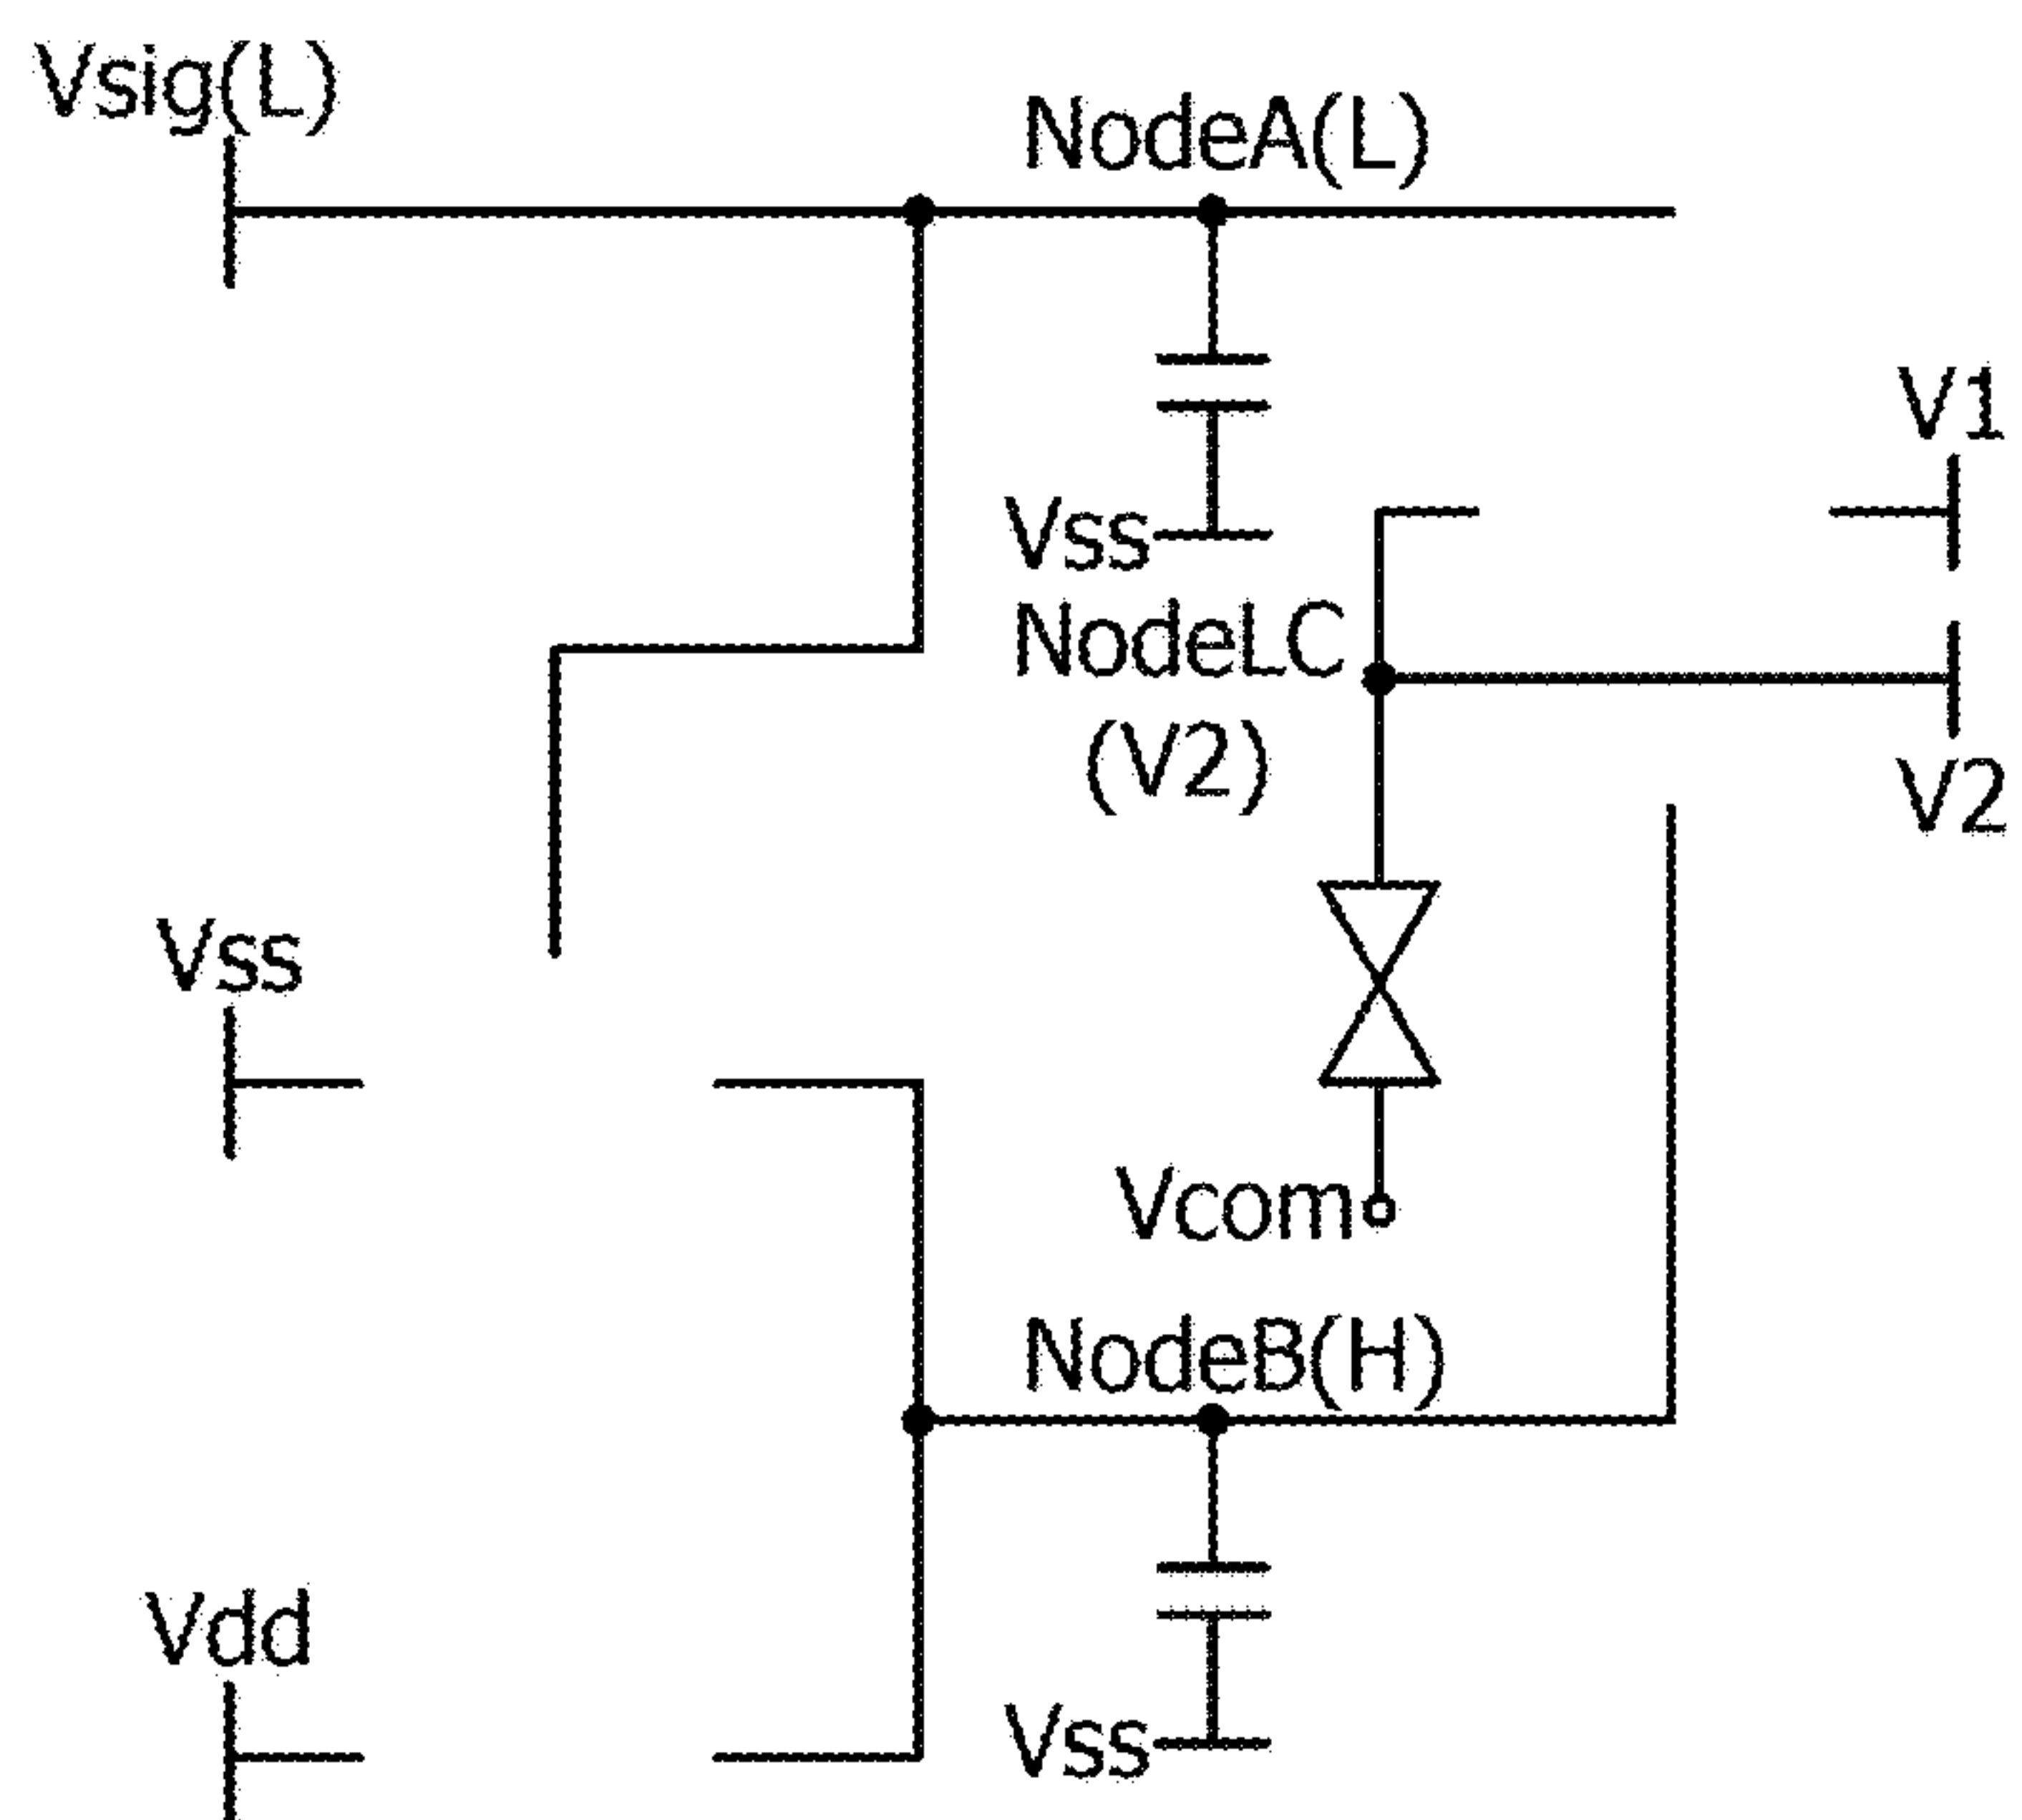 Vsig(L)
NodeA(L)
V1
Vss
NodeLC
(V2)
V2
Vss
Vcom
NodeB(H)
Vdd
Vss